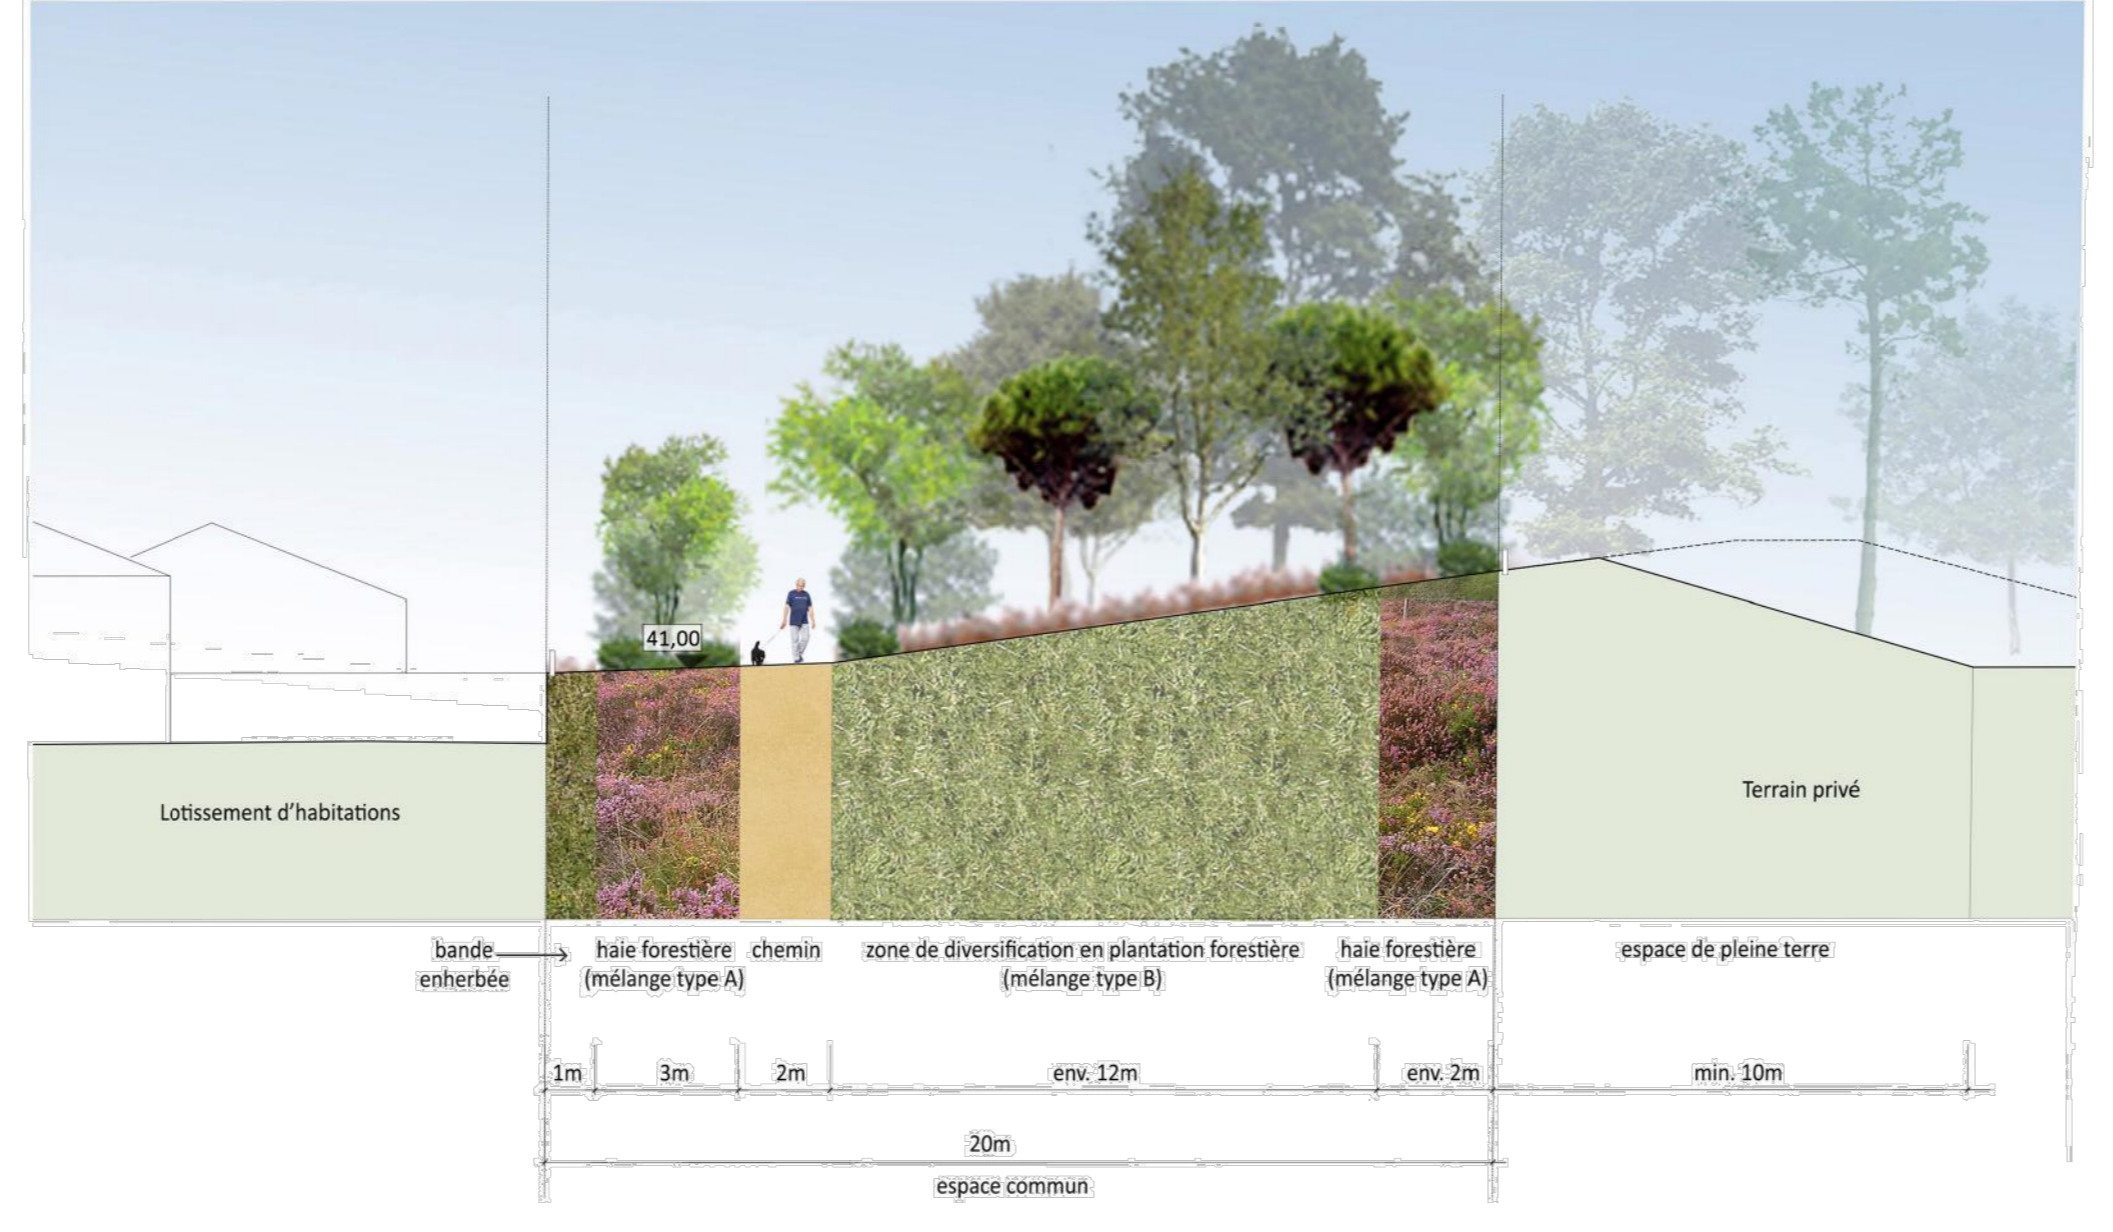 41,00
Lotissement d'habitations
Terrain privé
bande
enherbée
haie forestière
(mélange type A)
chemin
zone de diversification en plantation forestière
(mélange type B)
haie forestière
(mélange type A)
espace de pleine terre
1m
3m
2m
env. 12m
env. 2m
min. 10m
20m
espace commun